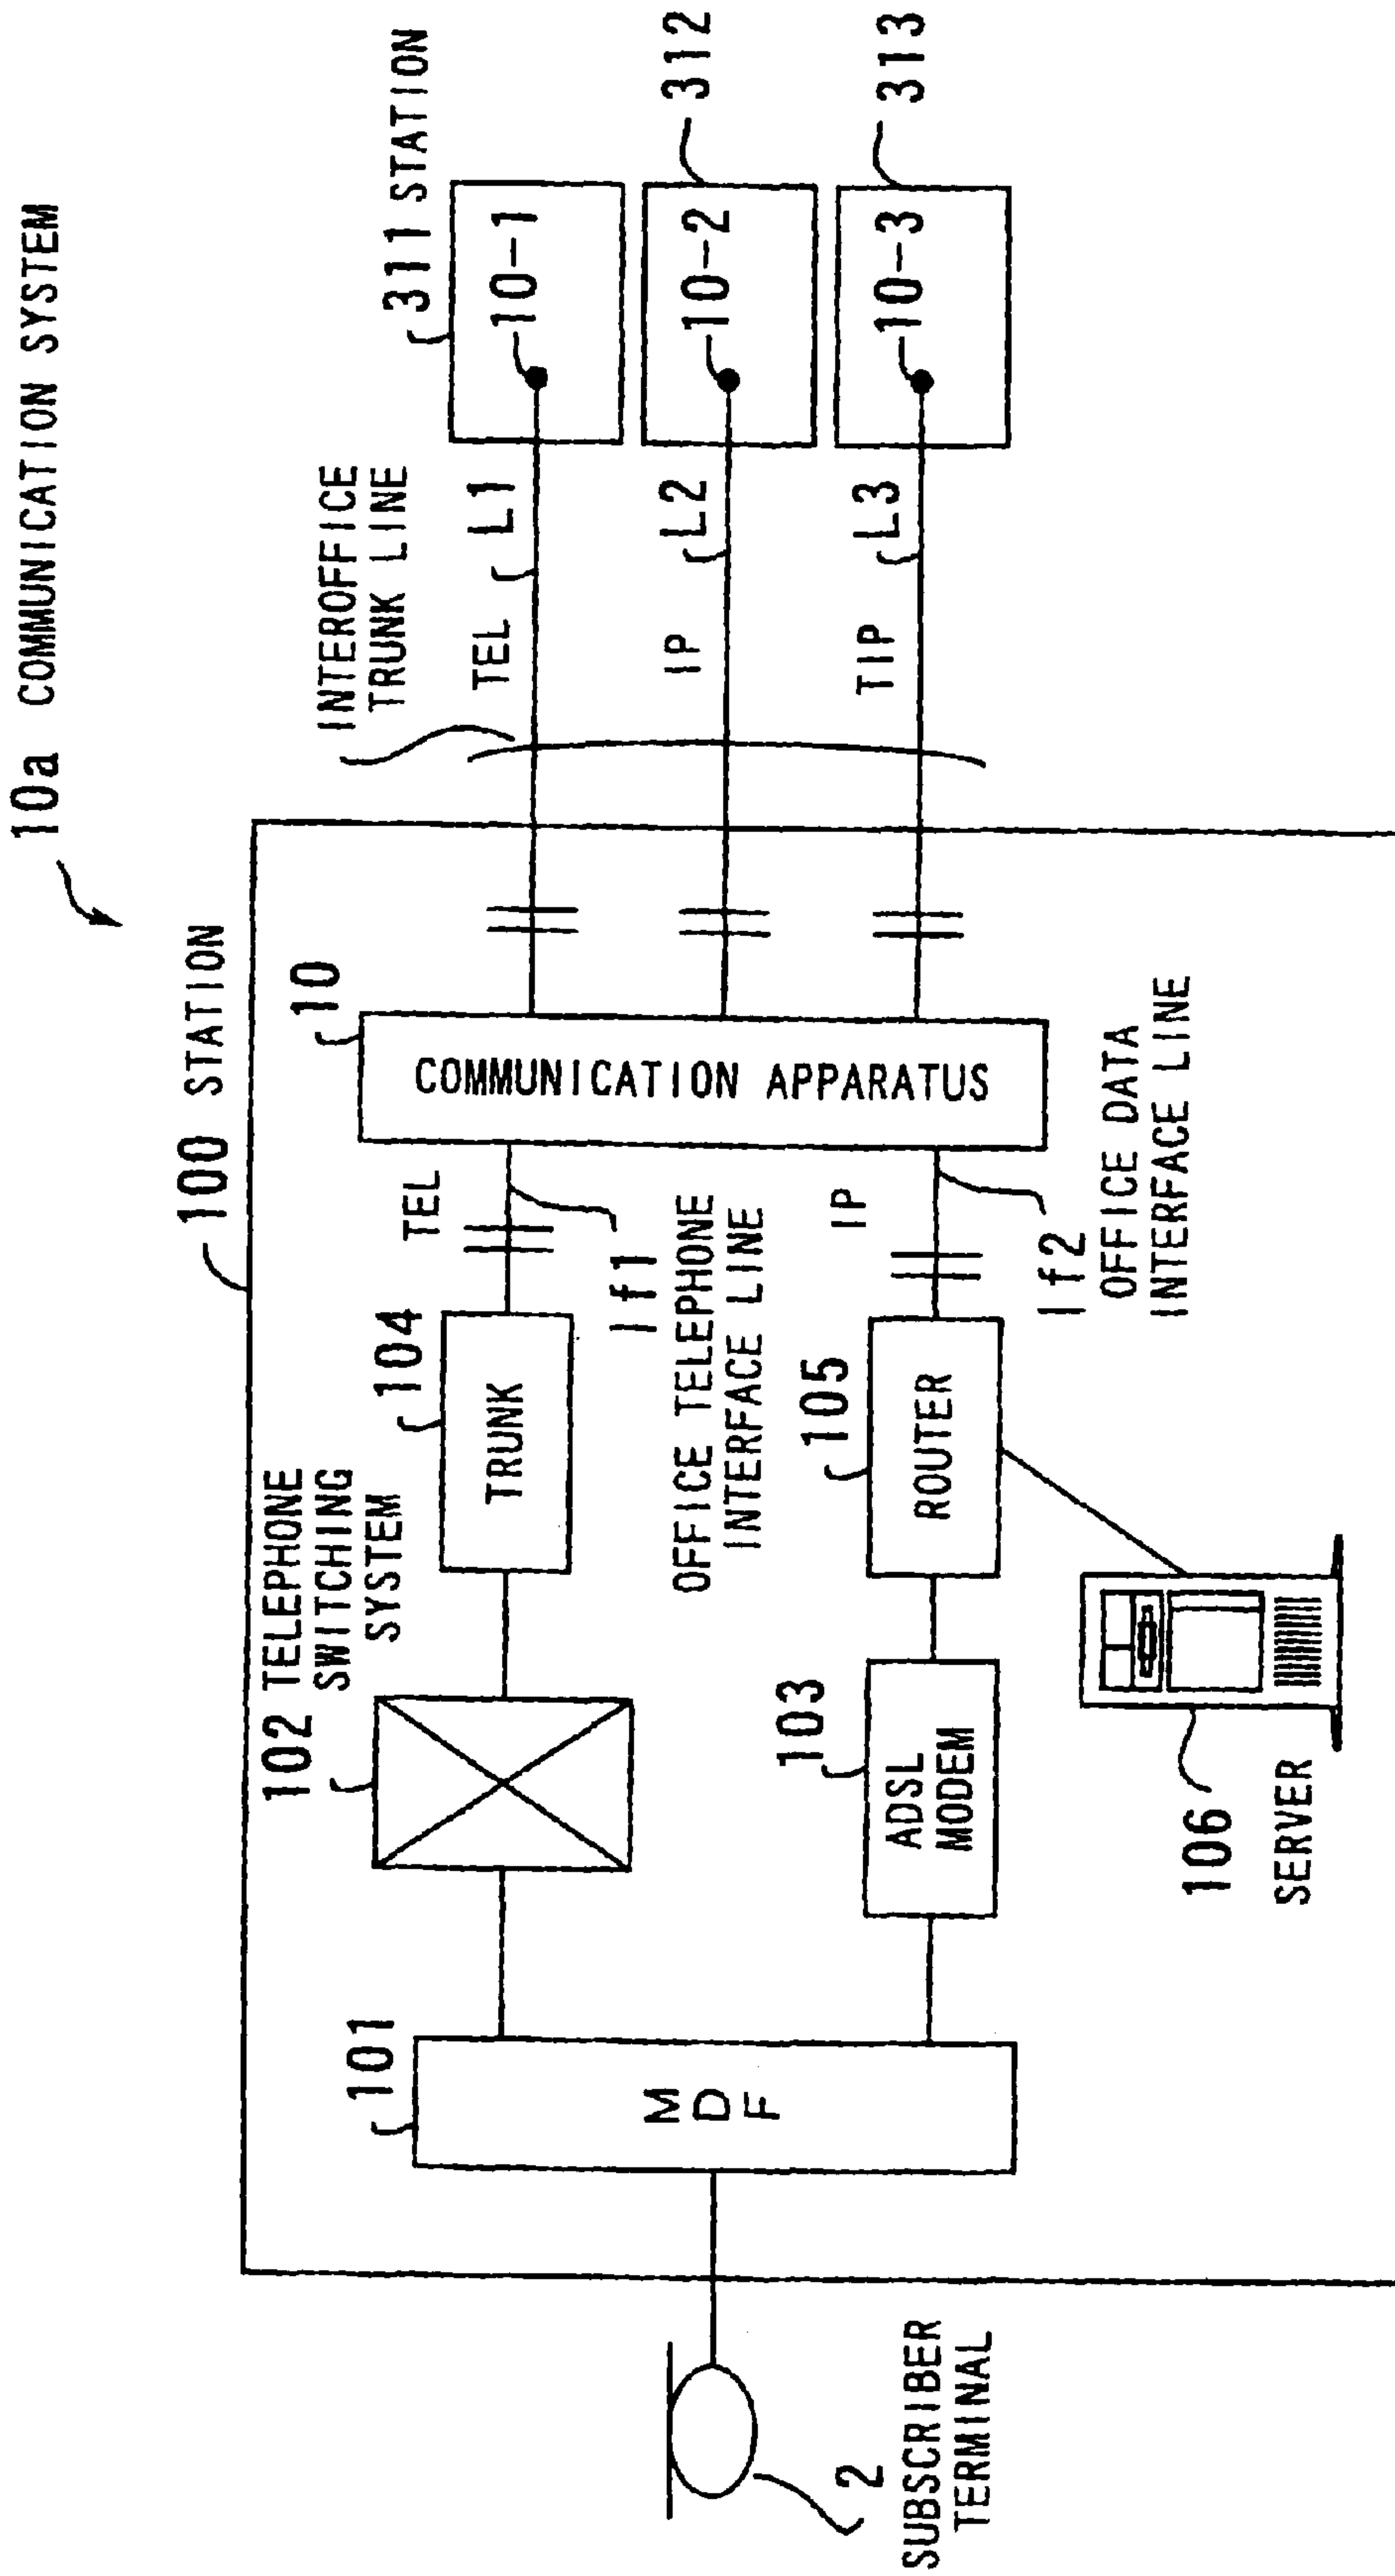 10a COMMUNICATION SYSTEM
100 STATION
10
COMMUNICATION APPARATUS
INTEROFFICE
TRUNK LINE
311 STATION
10-1
TEL
L1
312
10-2
IP
L2
313
10-3
TIP
L3
102 TELEPHONE
SWITCHING
SYSTEM
104
TRUNK
TEL
If1
OFFICE TELEPHONE
INTERFACE LINE
101
MDF
103
ADSL
MODEM
105
ROUTER
IP
If2
OFFICE DATA
INTERFACE LINE
106
SERVER
2
SUBSCRIBER
TERMINAL